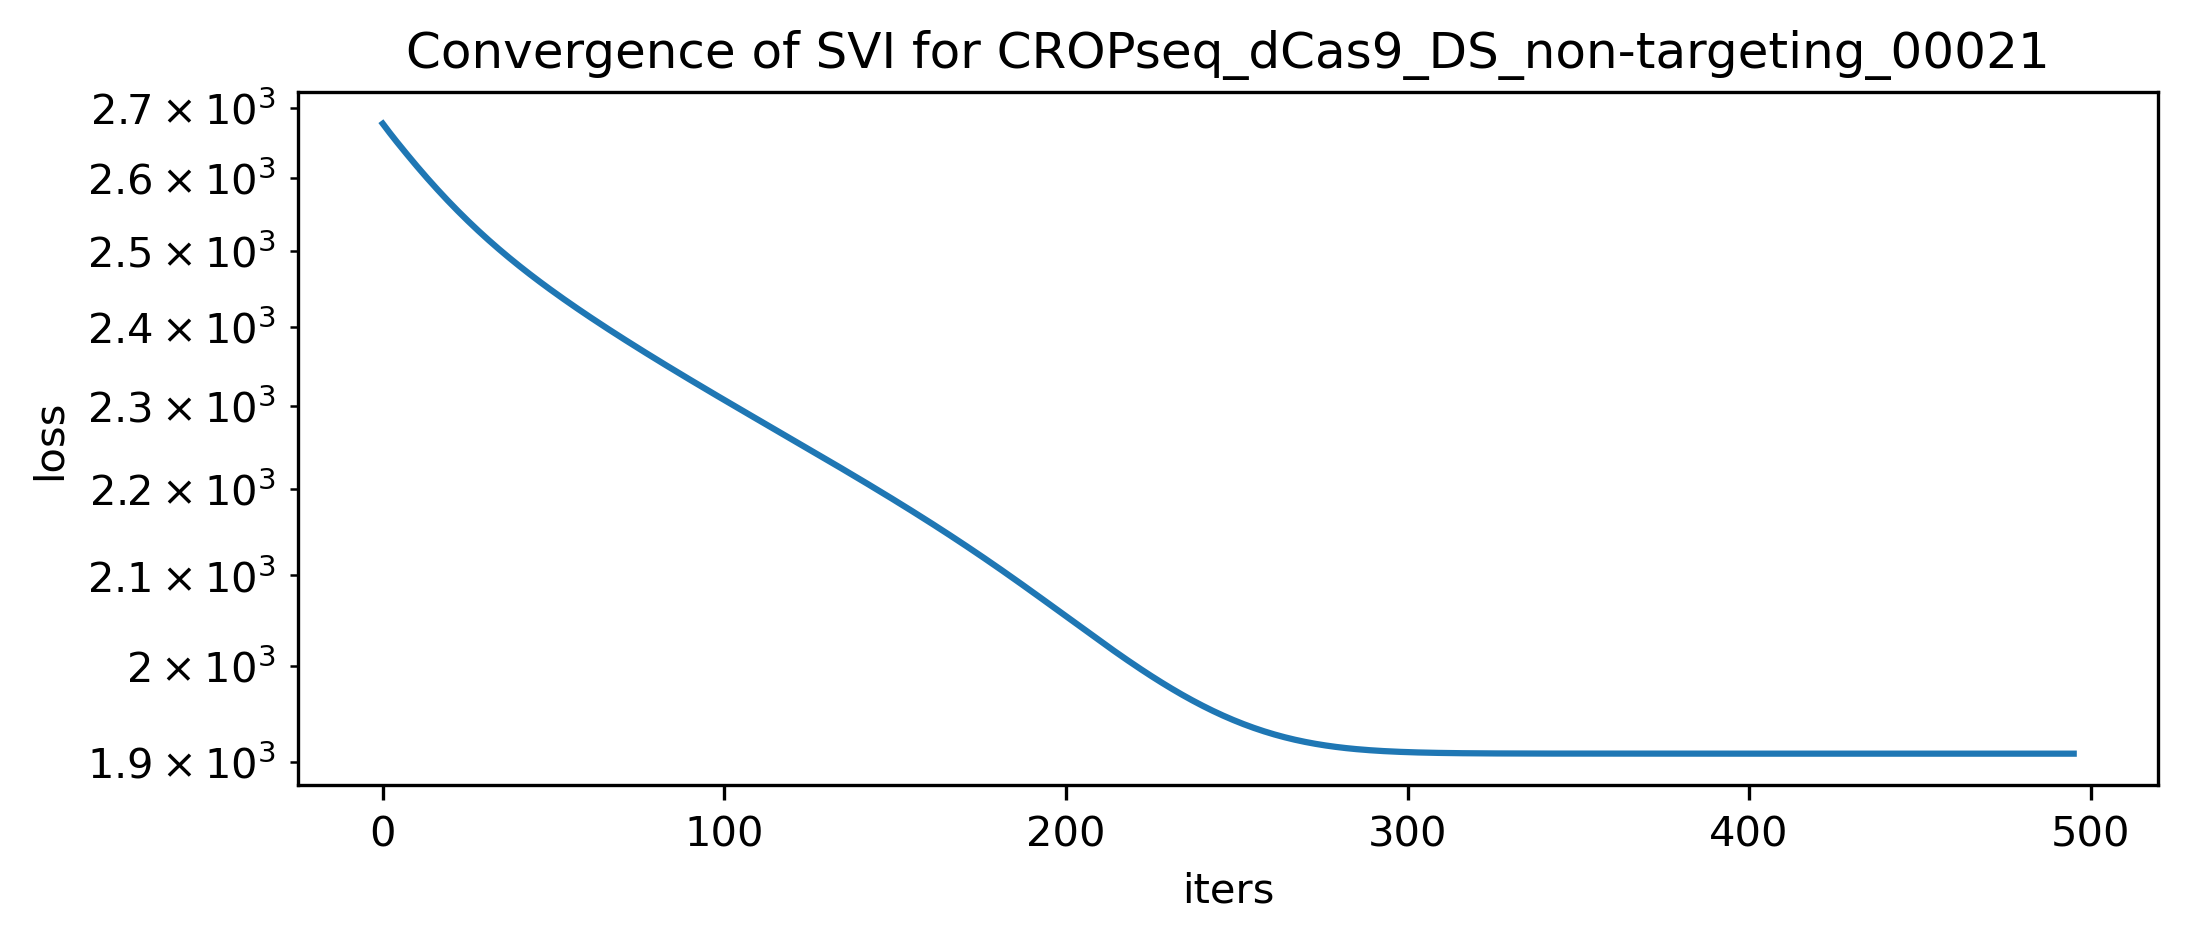 Convergence of SVI for CROPseq_dCas9_DS_non-targeting_00021
2.7 × 10³
2.6 × 10³
2.5 × 10³
2.4 × 10³
2.3 × 10³
2.2 × 10³
2.1 × 10³
2 × 10³
1.9 × 10³
loss
0 100 200 300 400 500
iters